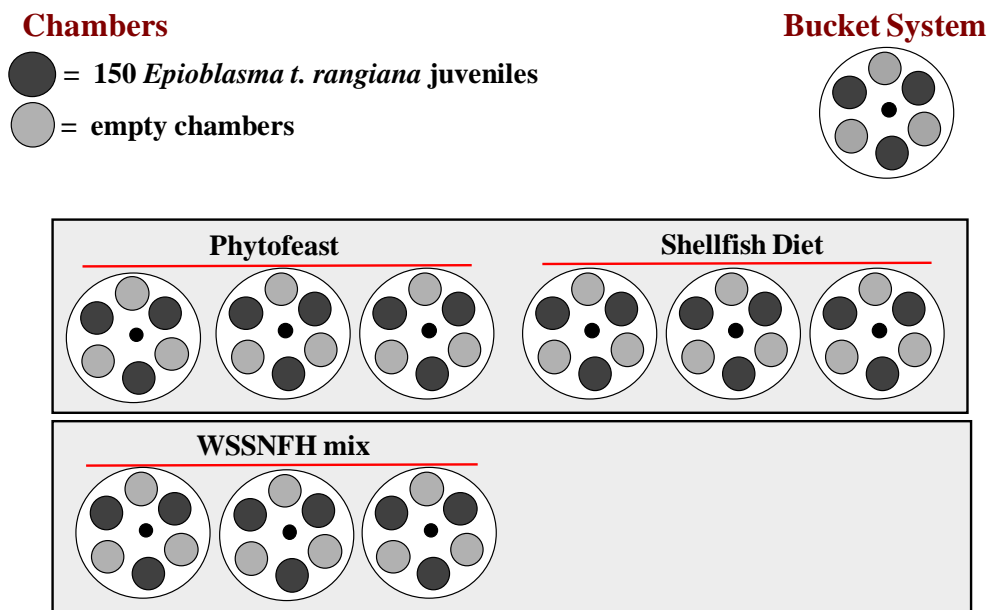 Chambers
= 150 Epioblasma t. rangiana juveniles
= empty chambers
Bucket System
Phytofeast
Shellfish Diet
WSSNFH mix